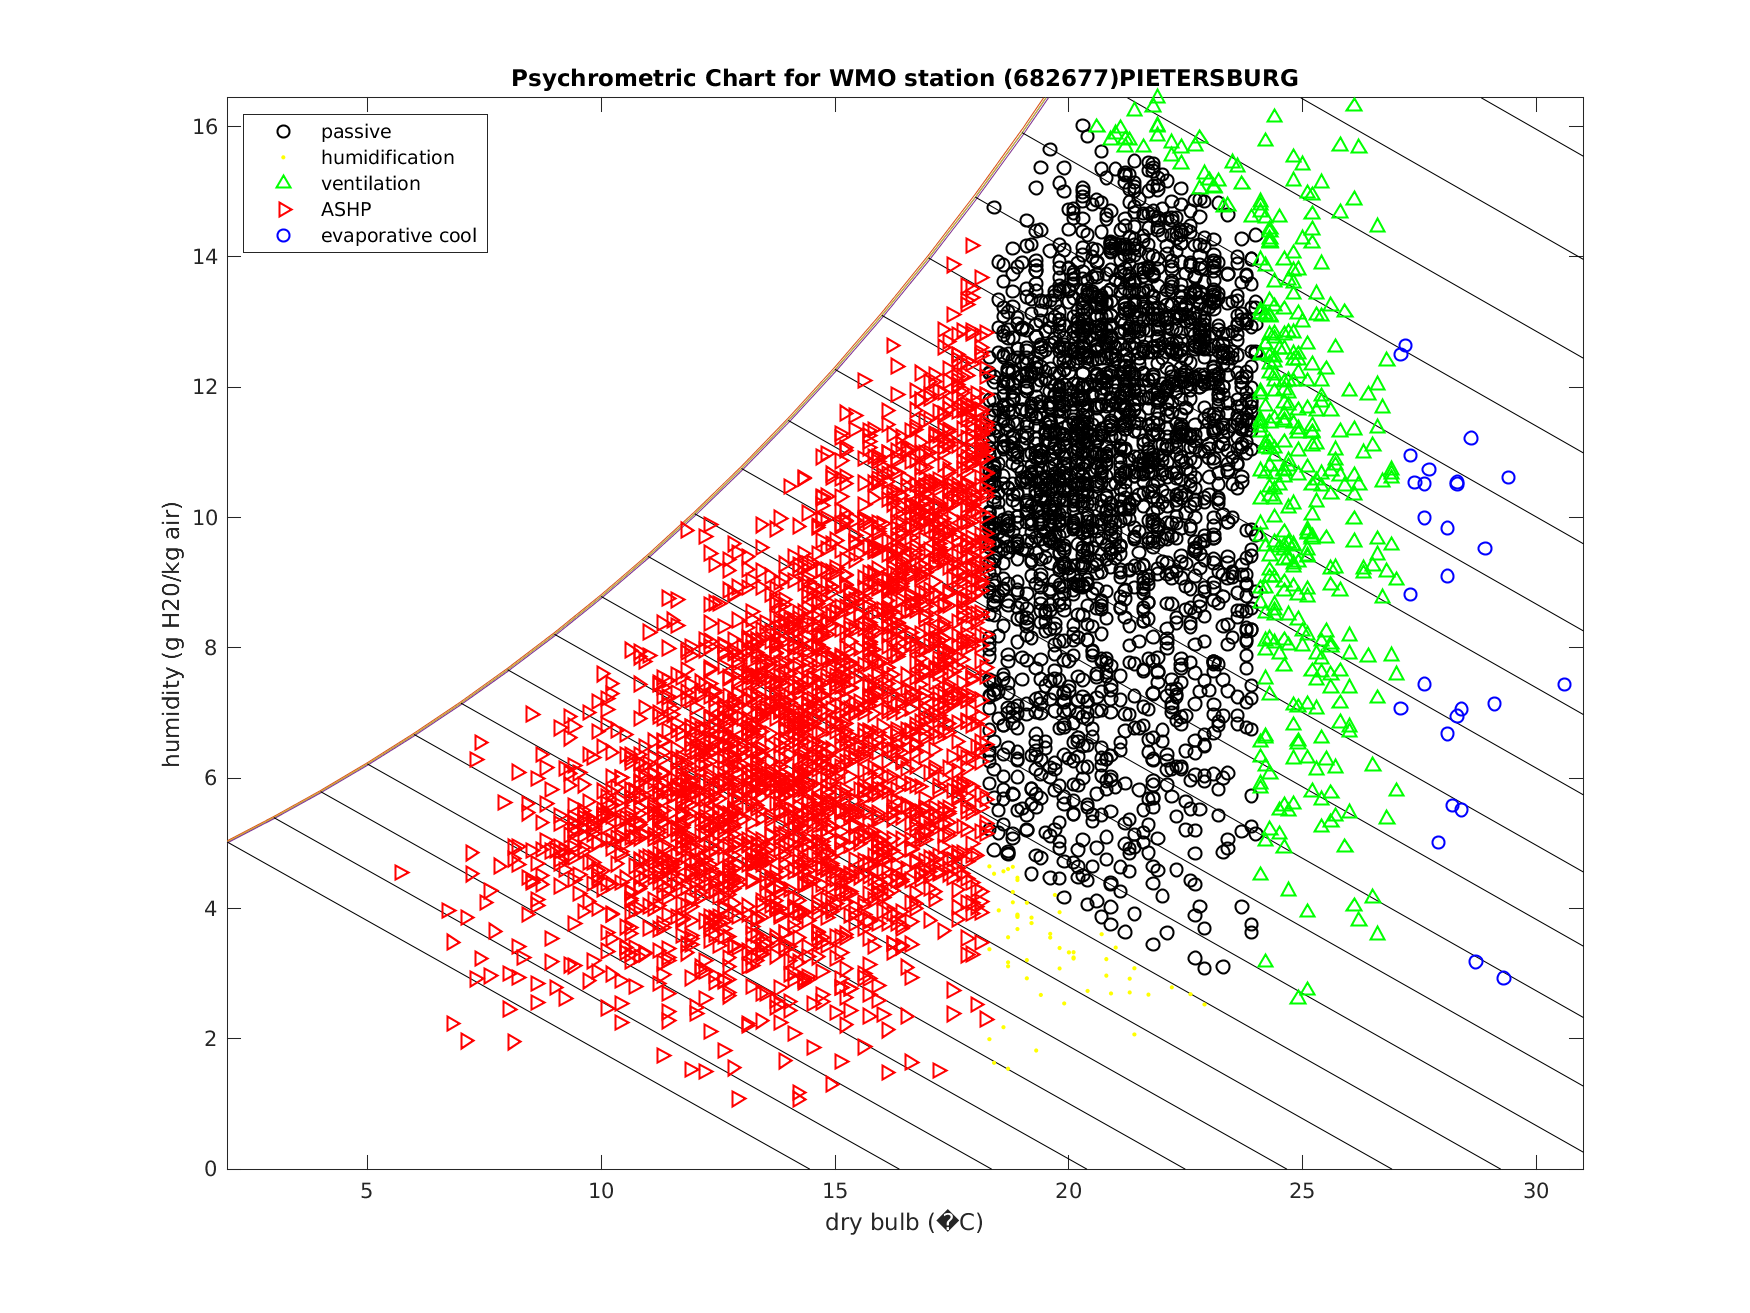 Psychrometric Chart for WMO station (682677)PIETERSBURG
passive
humidification
ventilation
ASHP
evaporative cool
humidity (g H20/kg air)
16
14
12
10
8
6
4
2
0
5 10 15 20 25 30
dry bulb (�C)